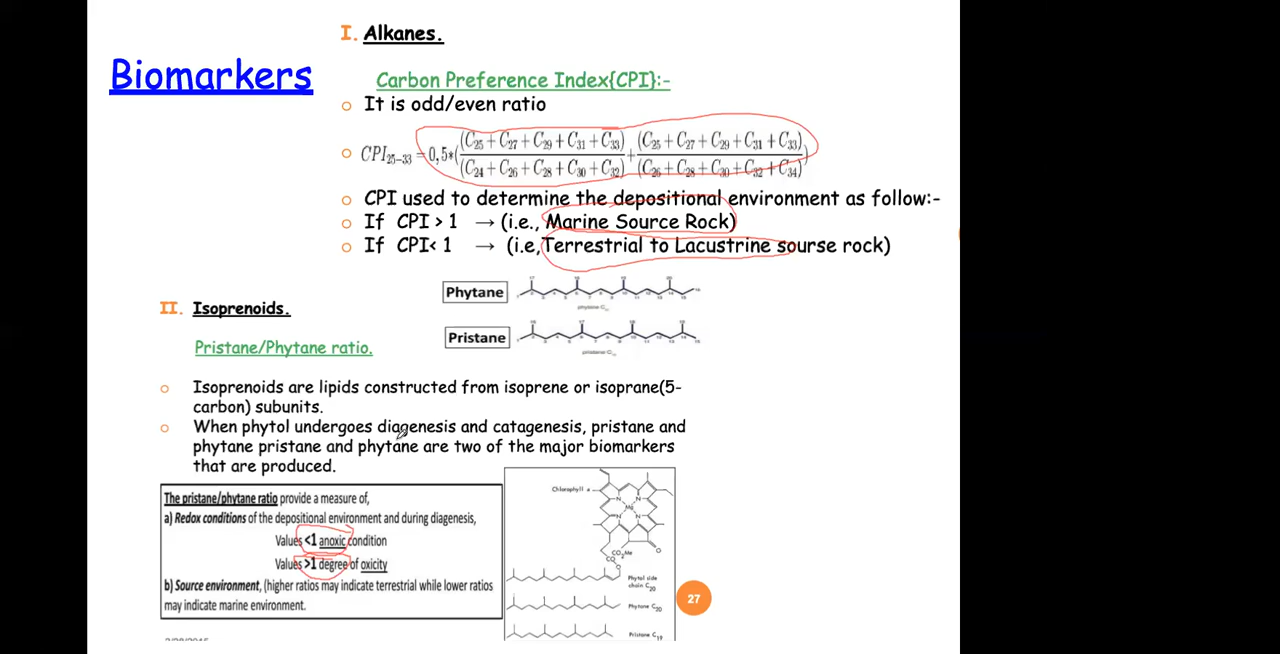 Biomarkers
I. Alkanes.
Carbon Preference Index{CPI}:-
It is odd/even ratio
CPI25-33 = 0,5*((C25 + C27 + C29 + C31 + C33)/(C24 + C26 + C28 + C30 + C32) + (C25 + C27 + C29 + C31 + C33)/(C26 + C28 + C30 + C32 + C34))
CPI used to determine the depositional environment as follow:-
If CPI > 1 → (i.e., Marine Source Rock)
If CPI< 1 → (i.e,Terrestrial to Lacustrine sourse rock)
Phytane
Pristane
II. Isoprenoids.
Pristane/Phytane ratio.
Isoprenoids are lipids constructed from isoprene or isoprane(5-
carbon) subunits.
When phytol undergoes diagenesis and catagenesis, pristane and
phytane pristane and phytane are two of the major biomarkers
that are produced.
The pristane/phytane ratio provide a measure of,
a) Redox conditions of the depositional environment and during diagenesis,
Values <1 anoxic condition
Values >1 degree of oxicity
b) Source environment, (higher ratios may indicate terrestrial while lower ratios
may indicate marine environment.
Chlorophyll a
N N
Mg
N N
O
CO2Me
CO
O
Phytol side
chain C20
Phytane C20
Pristane C19
27